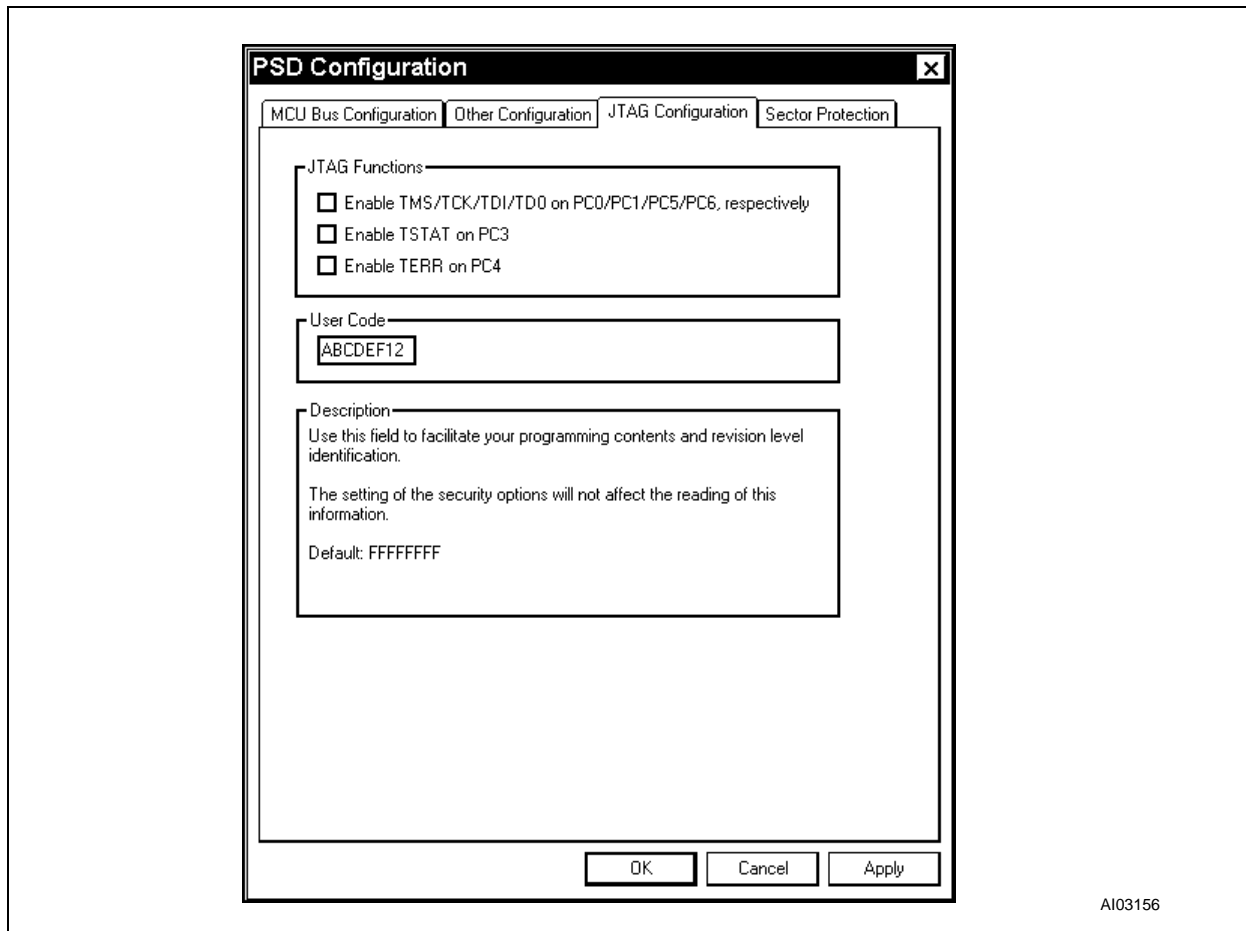 PSD Configuration
MCU Bus Configuration Other Configuration JTAG Configuration Sector Protection
JTAG Functions
Enable TMS/TCK/TDI/TD0 on PC0/PC1/PC5/PC6, respectively
Enable TSTAT on PC3
Enable TERR on PC4
User Code
ABCDEF12
Description
Use this field to facilitate your programming contents and revision level
identification.
The setting of the security options will not affect the reading of this
information.
Default: FFFFFFFF
OK Cancel Apply
AI03156